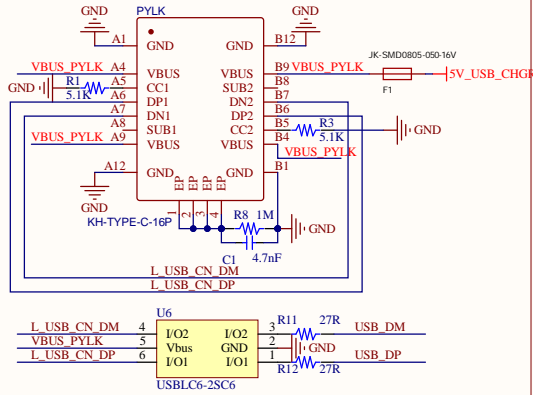 GND PYLK GND
A1 GND GND B12
JK-SMD0805-050-16V
VBUS_PYLK A4 VBUS VBUS B9 VBUS_PYLK 5V_USB_CHGR
F1
GND R1 A5 CC1 SUB2 B8
5.1K A6 DP1 DN2 B7
A7 DN1 DP2 B6
A8 SUB1 CC2 B5 R3 GND
5.1K
VBUS_PYLK A9 VBUS VBUS B4
VBUS_PYLK
A12 GND GND B1
EP EP EP EP
GND
1 2 3 4
KH-TYPE-C-16P
R8 1M GND
C1 4.7nF
L_USB_CN_DM
L_USB_CN_DP
U6
L_USB_CN_DM 4 I/O2 I/O2 3 R11 27R USB_DM
VBUS_PYLK 5 Vbus GND 2 GND
L_USB_CN_DP 6 I/O1 I/O1 1 R12 27R USB_DP
USBLC6-2SC6